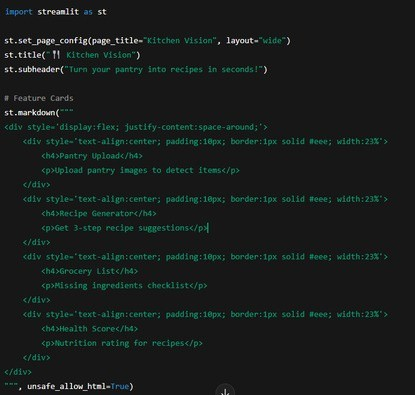 import streamlit as st

st.set_page_config(page_title="Kitchen Vision", layout="wide")
st.title("🍴 Kitchen Vision")
st.subheader("Turn your pantry into recipes in seconds!")

# Feature Cards
st.markdown("""
<div style='display:flex; justify-content:space-around;'>
    <div style='text-align:center; padding:10px; border:1px solid #eee; width:23%'>
        <h4>Pantry Upload</h4>
        <p>Upload pantry images to detect items</p>
    </div>
    <div style='text-align:center; padding:10px; border:1px solid #eee; width:23%'>
        <h4>Recipe Generator</h4>
        <p>Get 3-step recipe suggestions</p>
    </div>
    <div style='text-align:center; padding:10px; border:1px solid #eee; width:23%'>
        <h4>Grocery List</h4>
        <p>Missing ingredients checklist</p>
    </div>
    <div style='text-align:center; padding:10px; border:1px solid #eee; width:23%'>
        <h4>Health Score</h4>
        <p>Nutrition rating for recipes</p>
    </div>
</div>
""", unsafe_allow_html=True)